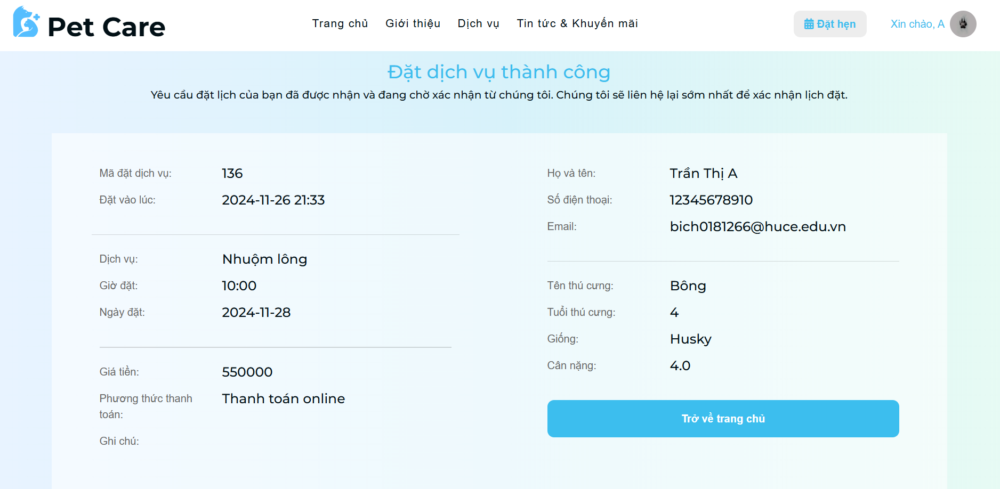 Pet Care
Trang chủ
Giới thiệu
Dịch vụ
Tin tức & Khuyến mãi
Đặt hẹn
Xin chào, A
Đặt dịch vụ thành công
Yêu cầu đặt lịch của bạn đã được nhận và đang chờ xác nhận từ chúng tôi. Chúng tôi sẽ liên hệ lại sớm nhất để xác nhận lịch đặt.
Mã đặt dịch vụ: 136
Đặt vào lúc: 2024-11-26 21:33
Dịch vụ: Nhuộm lông
Giờ đặt: 10:00
Ngày đặt: 2024-11-28
Giá tiền: 550000
Phương thức thanh Thanh toán online
toán:
Ghi chú:
Họ và tên: Trần Thị A
Số điện thoại: 12345678910
Email: bich0181266@huce.edu.vn
Tên thú cưng: Bông
Tuổi thú cưng: 4
Giống: Husky
Cân nặng: 4.0
Trở về trang chủ